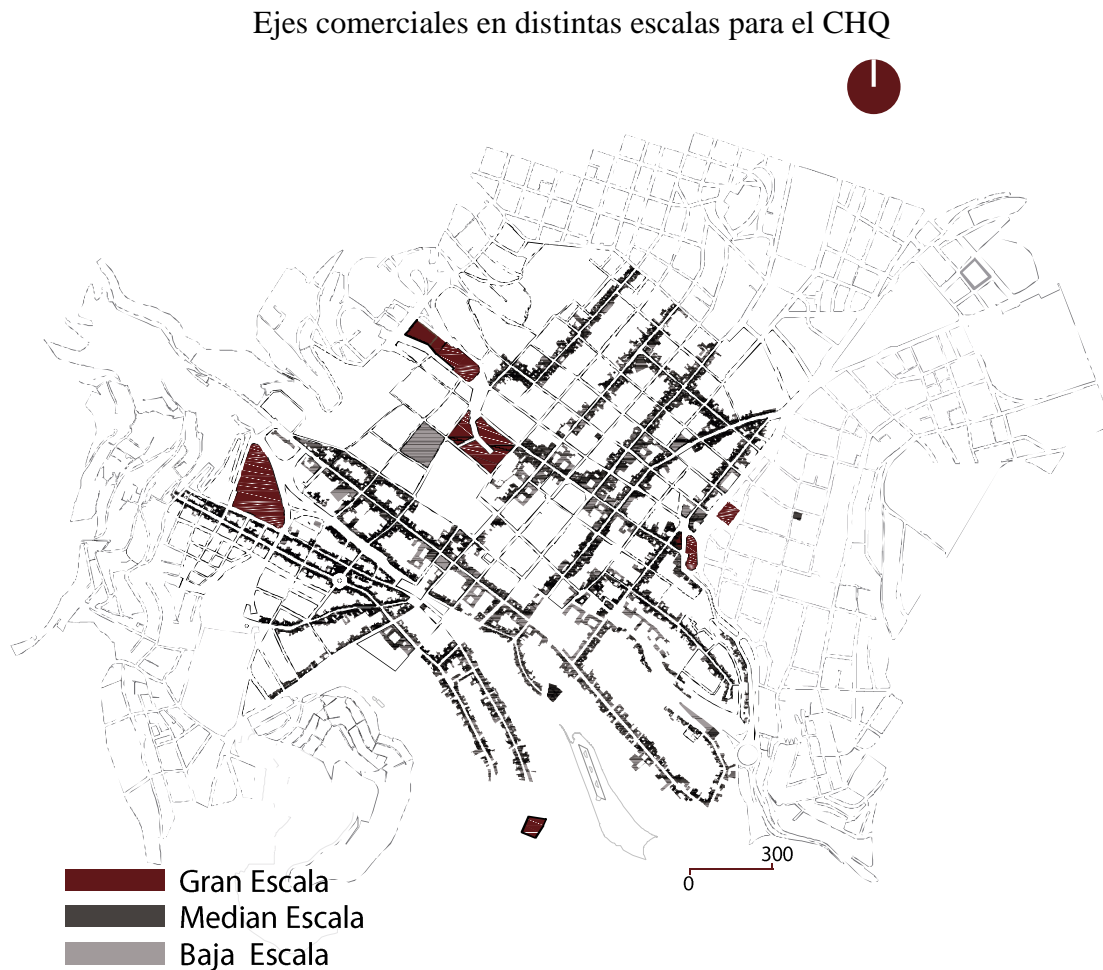 Ejes comerciales en distintas escalas para el CHQ
300
0
Gran Escala
Median Escala
Baja Escala